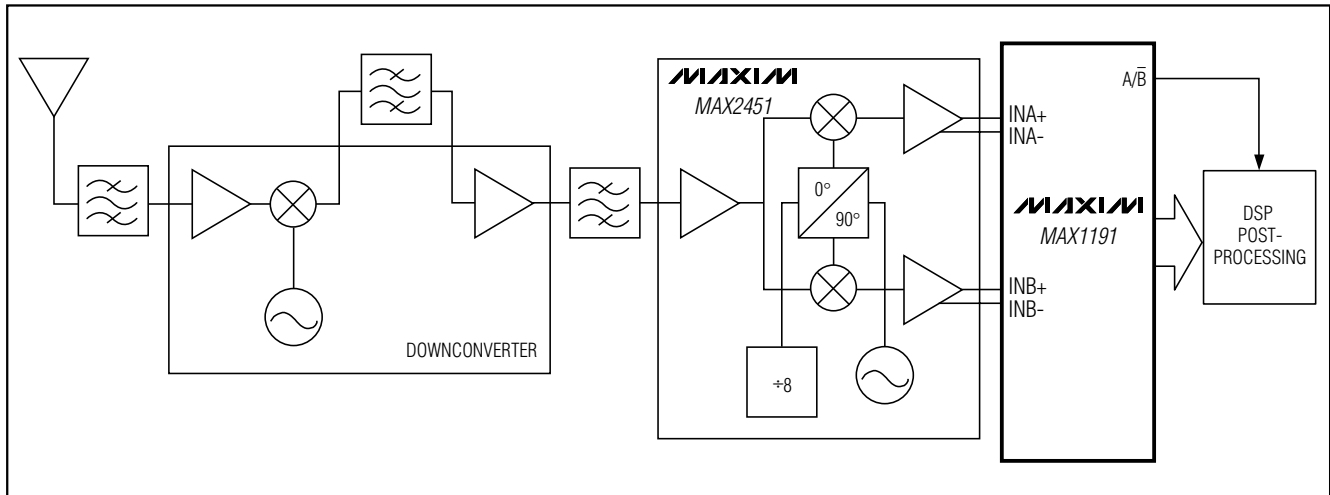 DOWNCONVERTER
MAXIM
MAX2451
0°
90°
÷8
INA+
INA-
INB+
INB-
A/B̅
MAXIM
MAX1191
DSP
POST-
PROCESSING